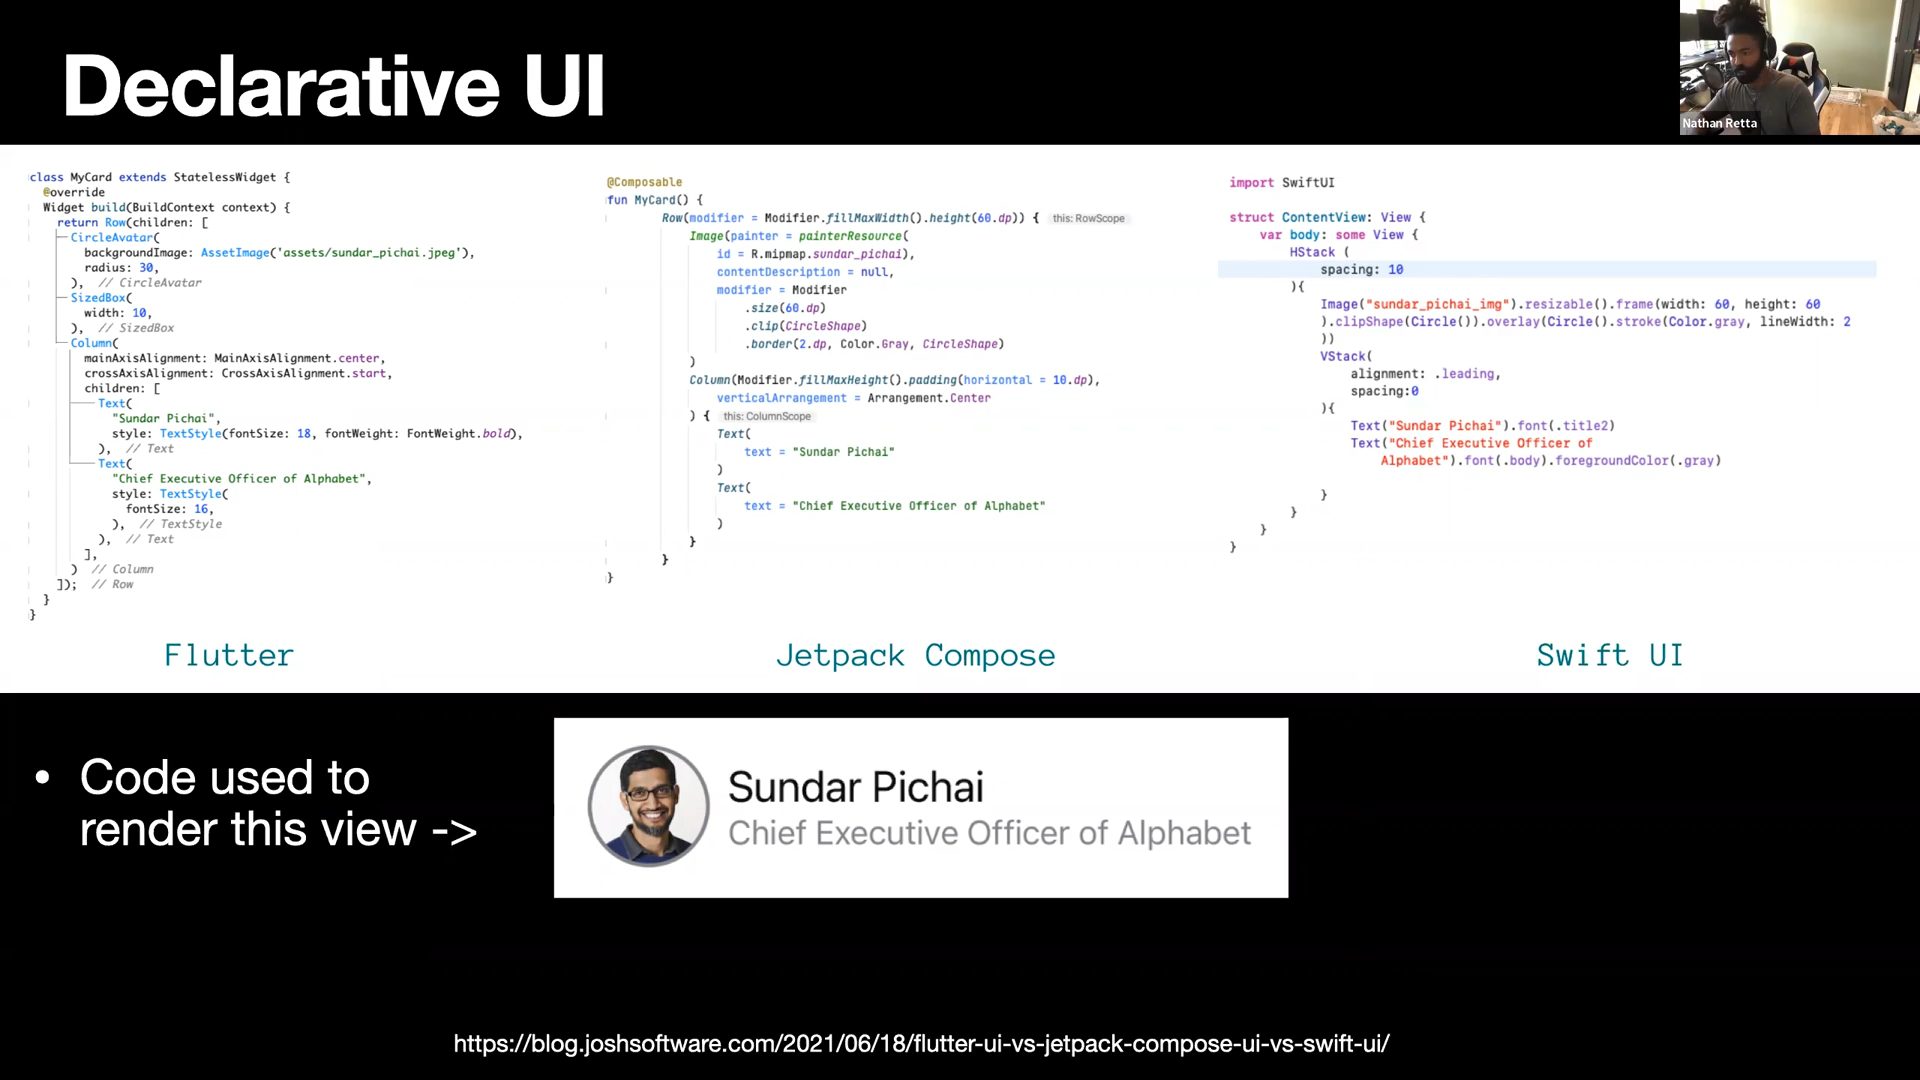 Declarative UI
Nathan Retta
class MyCard extends StatelessWidget {
@override
Widget build(BuildContext context) {
return Row(children: [
CircleAvatar(
backgroundImage: AssetImage('assets/sundar_pichai.jpeg'),
radius: 30,
), // CircleAvatar
SizedBox(
width: 10,
), // SizedBox
Column(
mainAxisAlignment: MainAxisAlignment.center,
crossAxisAlignment: CrossAxisAlignment.start,
children: [
Text(
"Sundar Pichai",
style: TextStyle(fontSize: 18, fontWeight: FontWeight.bold),
), // Text
Text(
"Chief Executive Officer of Alphabet",
style: TextStyle(
fontSize: 16,
), // TextStyle
), // Text
],
) // Column
]); // Row
}
}
Flutter
@Composable
fun MyCard() {
Row(modifier = Modifier.fillMaxWidth().height(60.dp)) { this: RowScope
Image(painter = painterResource(
id = R.mipmap.sundar_pichai),
contentDescription = null,
modifier = Modifier
.size(60.dp)
.clip(CircleShape)
.border(2.dp, Color.Gray, CircleShape)
)
Column(Modifier.fillMaxHeight().padding(horizontal = 10.dp),
verticalArrangement = Arrangement.Center
) { this: ColumnScope
Text(
text = "Sundar Pichai"
)
Text(
text = "Chief Executive Officer of Alphabet"
)
}
}
}
Jetpack Compose
import SwiftUI
struct ContentView: View {
var body: some View {
HStack (
spacing: 10
){
Image("sundar_pichai_img").resizable().frame(width: 60, height: 60
).clipShape(Circle()).overlay(Circle().stroke(Color.gray, lineWidth: 2
))
VStack(
alignment: .leading,
spacing:0
){
Text("Sundar Pichai").font(.title2)
Text("Chief Executive Officer of
Alphabet").font(.body).foregroundColor(.gray)
}
}
}
}
Swift UI
• Code used to
render this view ->
Sundar Pichai
Chief Executive Officer of Alphabet
https://blog.joshsoftware.com/2021/06/18/flutter-ui-vs-jetpack-compose-ui-vs-swift-ui/